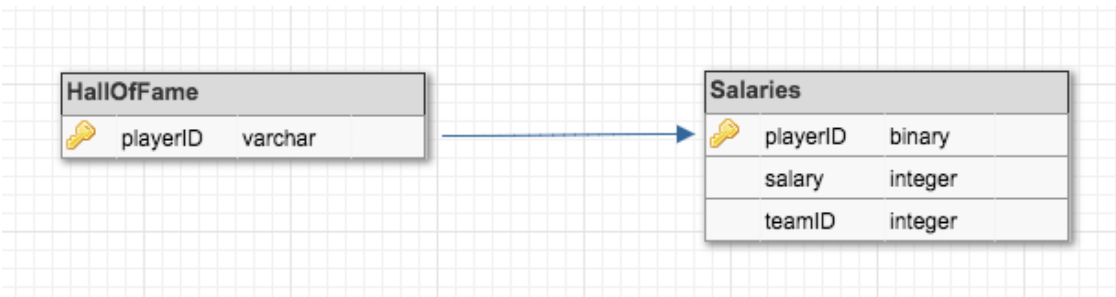 HallOfFame
playerID varchar
Salaries
playerID binary
salary integer
teamID integer